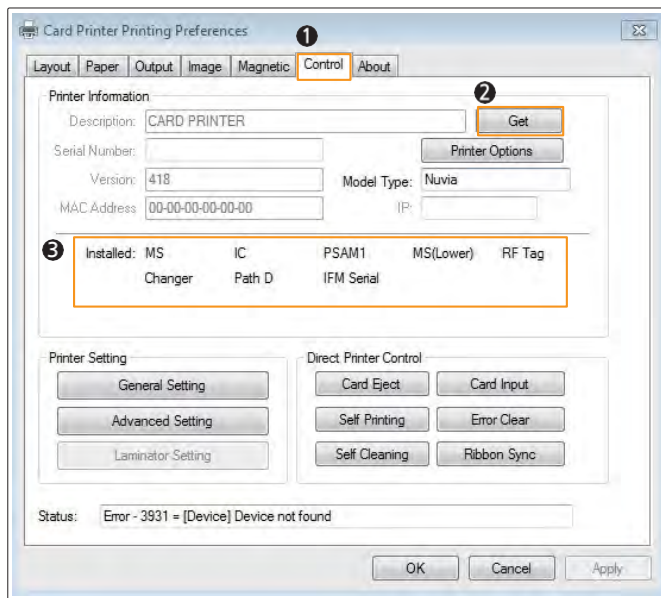 Card Printer Printing Preferences
❶
Layout Paper Output Image Magnetic Control About
Printer Information
❷
Description: CARD PRINTER Get
Serial Number: Printer Options
Version: 418 Model Type: Nuvia
MAC Address 00-00-00-00-00-00 IP:
❸ Installed: MS IC PSAM1 MS(Lower) RF Tag
Changer Path D IFM Serial
Printer Setting Direct Printer Control
General Setting Card Eject Card Input
Advanced Setting Self Printing Error Clear
Laminator Setting Self Cleaning Ribbon Sync
Status: Error - 3931 = [Device] Device not found
OK Cancel Apply